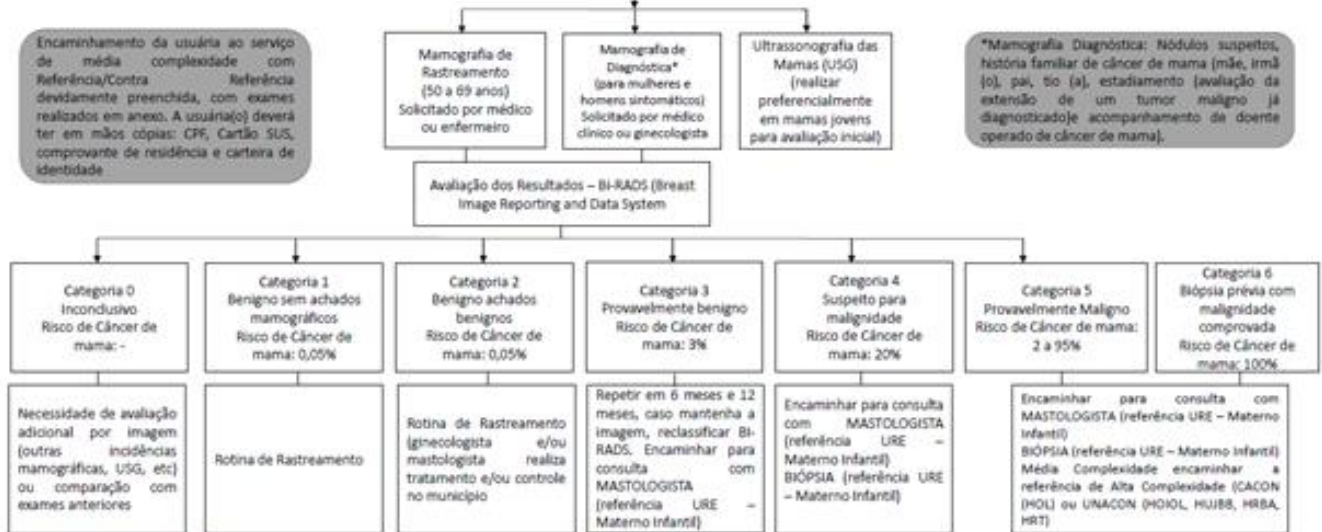 Encaminhamento da usuária ao serviço
de média complexidade com
Referência/Contra Referência
devidamente preenchida, com exames
realizados em anexo. A usuária(o) deverá
ter em mãos cópias: CPF, Cartão SUS,
comprovante de residência e carteira de
identidade
Mamografia de
Rastreamento
(50 a 69 anos)
Solicitado por médico
ou enfermeiro
Mamografia de
Diagnóstica*
(para mulheres e
homens sintomáticos)
Solicitado por médico
clínico ou ginecologista
Ultrassonografia das
Mamas (USG)
(realizar
preferencialmente
em mamas jovens
para avaliação inicial)
*Mamografia Diagnóstica: Nódulos suspeitos,
história familiar de câncer de mama (mãe, irmã
(o), pai, tio (a), estadiamento (avaliação da
extensão de um tumor maligno já
diagnosticado)e acompanhamento de doente
operado de câncer de mama).
Avaliação dos Resultados – BI-RADS (Breast
Image Reporting and Data System
Categoria 0
Inconclusivo
Risco de Câncer de
mama: -
Categoria 1
Benigno sem achados
mamográficos
Risco de Câncer de
mama: 0,05%
Categoria 2
Benigno achados
benignos
Risco de Câncer de
mama: 0,05%
Categoria 3
Provavelmente benigno
Risco de Câncer de
mama: 3%
Categoria 4
Suspeito para
malignidade
Risco de Câncer de
mama: 20%
Categoria 5
Provavelmente Maligno
Risco de Câncer de mama:
2 a 95%
Categoria 6
Biópsia prévia com
malignidade
comprovada
Risco de Câncer de
mama: 100%
Necessidade de avaliação
adicional por imagem
(outras incidências
mamográficas, USG, etc)
ou comparação com
exames anteriores
Rotina de Rastreamento
Rotina de Rastreamento
(ginecologista e/ou
mastologista realiza
tratamento e/ou controle
no município)
Repetir em 6 meses e 12
meses, caso mantenha a
imagem, reclassificar BI-
RADS. Encaminhar para
consulta com
MASTOLOGISTA
(referência URE –
Materno Infantil)
Encaminhar para consulta
com MASTOLOGISTA
(referência URE –
Materno Infantil)
BIÓPSIA (referência URE
– Materno Infantil)
Encaminhar para consulta com
MASTOLOGISTA (referência URE – Materno
Infantil)
BIÓPSIA (referência URE – Materno Infantil)
Média Complexidade encaminhar a
referência de Alta Complexidade (CACON
(HOL) ou UNACON (HOIOL, HUJBB, HRBA,
HRT)